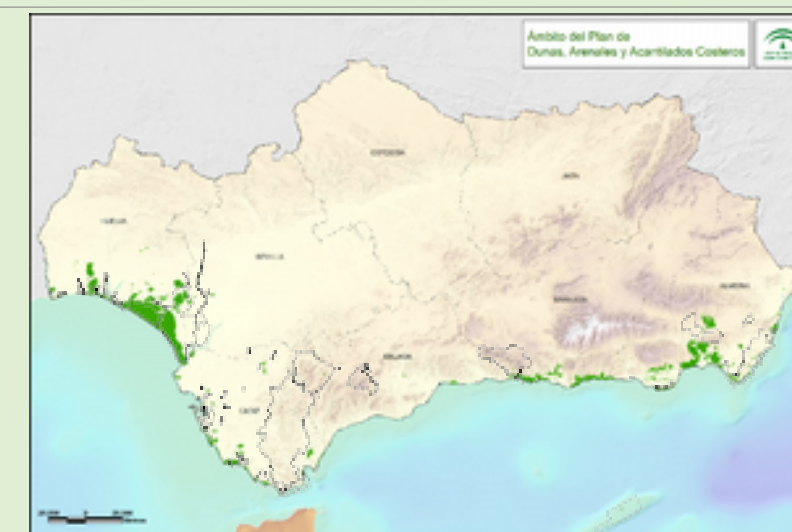 Ámbito del Plan de
Dunas, Arenales y Acantilados Costeros
CÓRDOBA
JAÉN
HUELVA
SEVILLA
ALMERÍA
GRANADA
MÁLAGA
CÁDIZ